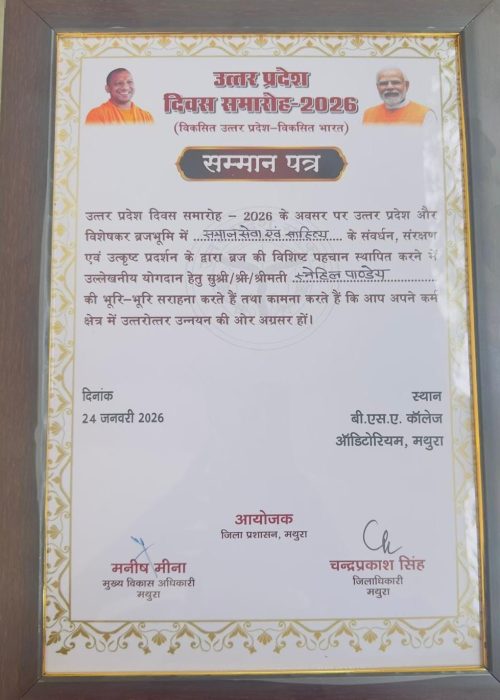 उत्तर प्रदेश
दिवस समारोह-2026
(विकसित उत्तर प्रदेश-विकसित भारत)
सम्मान पत्र
उत्तर प्रदेश दिवस समारोह – 2026 के अवसर पर उत्तर प्रदेश और
विशेषकर ब्रजभूमि में समाजसेवा एवं साहित्य के संवर्धन, संरक्षण
एवं उत्कृष्ट प्रदर्शन के द्वारा ब्रज की विशिष्ट पहचान स्थापित करने में
उल्लेखनीय योगदान हेतु सुश्री/श्री/श्रीमती स्नेहिल पाण्डेय
की भूरि-भूरि सराहना करते हैं तथा कामना करते हैं कि आप अपने कर्म
क्षेत्र में उत्तरोत्तर उन्नयन की ओर अग्रसर हों।
दिनांक
24 जनवरी 2026
स्थान
बी.एस.ए. कॉलेज
ऑडिटोरियम, मथुरा
आयोजक
जिला प्रशासन, मथुरा
मनीष मीना
मुख्य विकास अधिकारी
मथुरा
चन्द्रप्रकाश सिंह
जिलाधिकारी
मथुरा